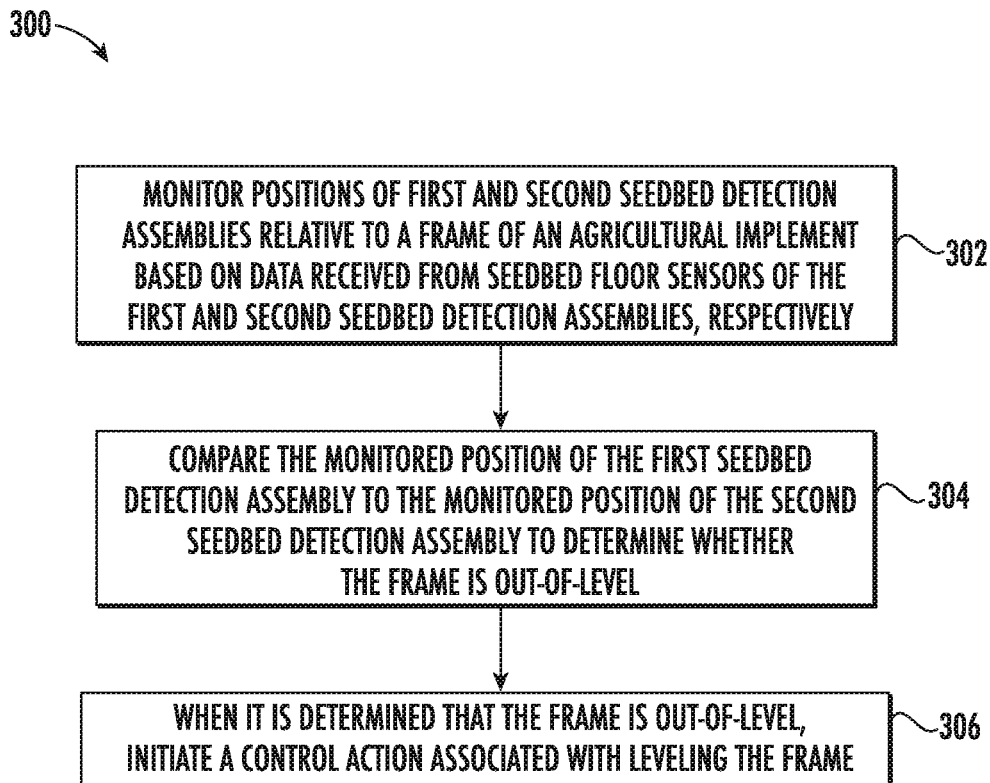 300
MONITOR POSITIONS OF FIRST AND SECOND SEEDBED DETECTION
ASSEMBLIES RELATIVE TO A FRAME OF AN AGRICULTURAL IMPLEMENT
BASED ON DATA RECEIVED FROM SEEDBED FLOOR SENSORS OF THE
FIRST AND SECOND SEEDBED DETECTION ASSEMBLIES, RESPECTIVELY
302
COMPARE THE MONITORED POSITION OF THE FIRST SEEDBED
DETECTION ASSEMBLY TO THE MONITORED POSITION OF THE SECOND
SEEDBED DETECTION ASSEMBLY TO DETERMINE WHETHER
THE FRAME IS OUT-OF-LEVEL
304
WHEN IT IS DETERMINED THAT THE FRAME IS OUT-OF-LEVEL,
INITIATE A CONTROL ACTION ASSOCIATED WITH LEVELING THE FRAME
306